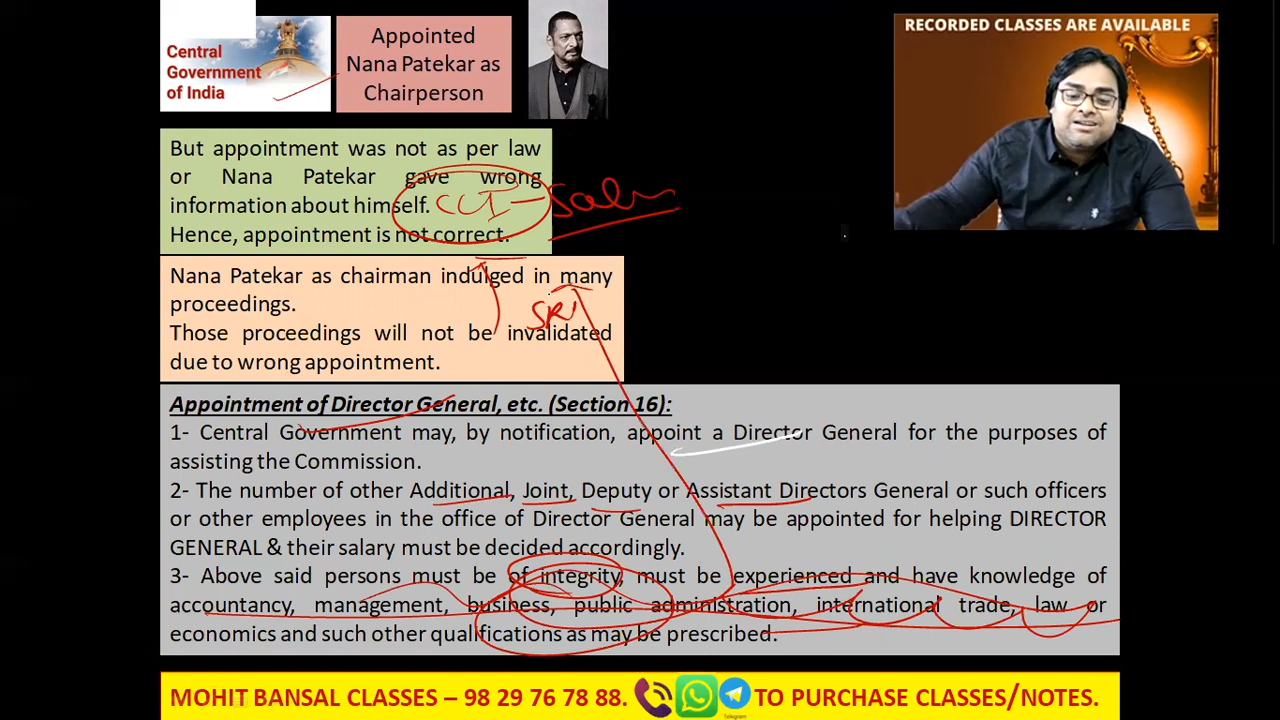 Central
Government
of India
Appointed
Nana Patekar as
Chairperson
RECORDED CLASSES ARE AVAILABLE
But appointment was not as per law
or Nana Patekar gave wrong
information about himself.
Hence, appointment is not correct.
CCI -
Nana Patekar as chairman indulged in many
proceedings.
Those proceedings will not be invalidated
due to wrong appointment.
Appointment of Director General, etc. (Section 16):
1- Central Government may, by notification, appoint a Director General for the purposes of
assisting the Commission.
2- The number of other Additional, Joint, Deputy or Assistant Directors General or such officers
or other employees in the office of Director General may be appointed for helping DIRECTOR
GENERAL & their salary must be decided accordingly.
3- Above said persons must be of integrity, must be experienced and have knowledge of
accountancy, management, business, public administration, international trade, law or
economics and such other qualifications as may be prescribed.
MOHIT BANSAL CLASSES – 98 29 76 78 88. TO PURCHASE CLASSES/NOTES.
Telegram